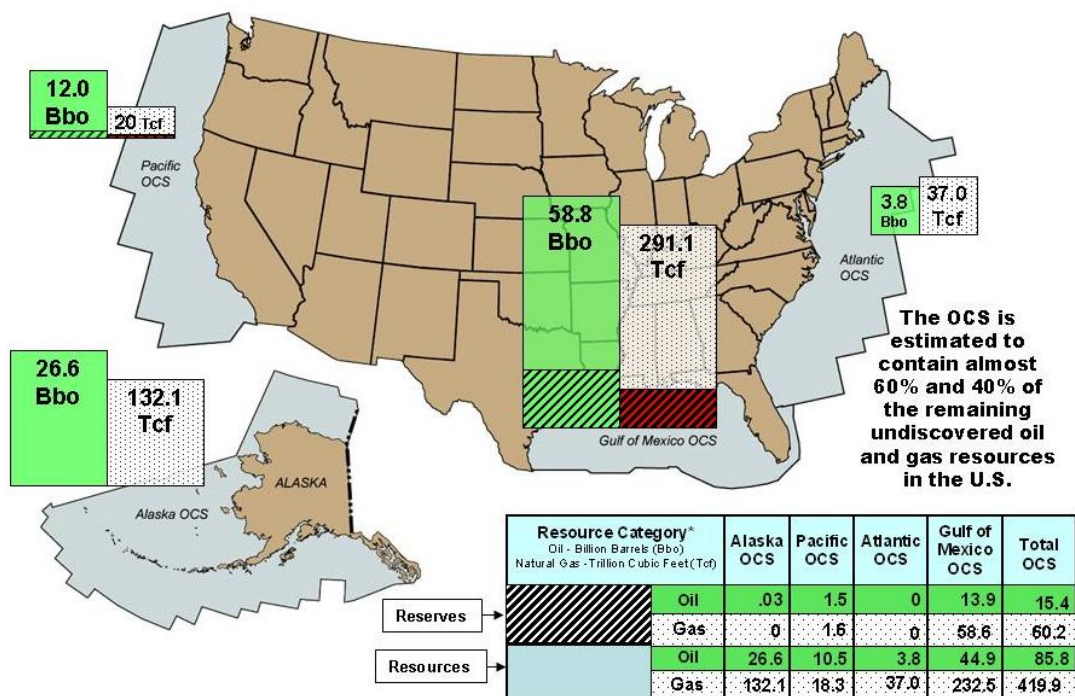 12.0
Bbo
20 Tcf
Pacific
OCS
58.8
Bbo
291.1
Tcf
3.8
Bbo
37.0
Tcf
Atlantic
OCS
The OCS is
estimated to
contain almost
60% and 40% of
the remaining
undiscovered oil
and gas resources
in the U.S.
Gulf of Mexico OCS
26.6
Bbo
132.1
Tcf
ALASKA
Alaska OCS
Resource Category*
Oil - Billion Barrels (Bbo)
Natural Gas - Trillion Cubic Feet (Tcf)
Alaska
OCS
Pacific
OCS
Atlantic
OCS
Gulf of
Mexico
OCS
Total
OCS
Reserves
Oil .03 1.5 0 13.9 15.4
Gas 0 1.6 0 58.6 60.2
Resources
Oil 26.6 10.5 3.8 44.9 85.8
Gas 132.1 18.3 37.0 232.5 419.9